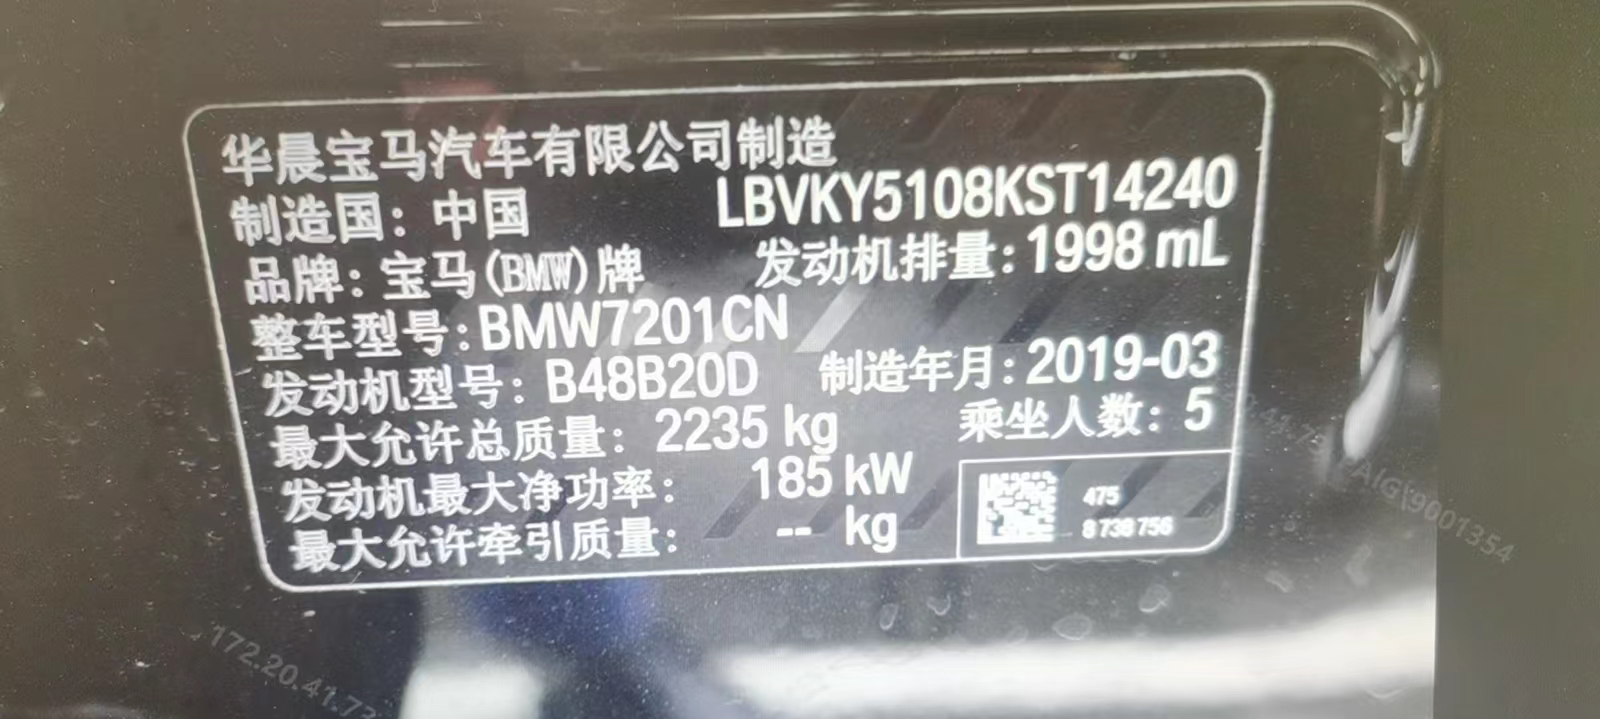 华晨宝马汽车有限公司制造
制造国：中国 LBVKY5108KST14240
品牌：宝马(BMW)牌 发动机排量：1998 mL
整车型号：BMW7201CN
发动机型号：B48B20D 制造年月：2019-03
最大允许总质量：2235 kg 乘坐人数：5
发动机最大净功率：185 kW
最大允许牵引质量：-- kg
475
8 738 756
172.20.41.73